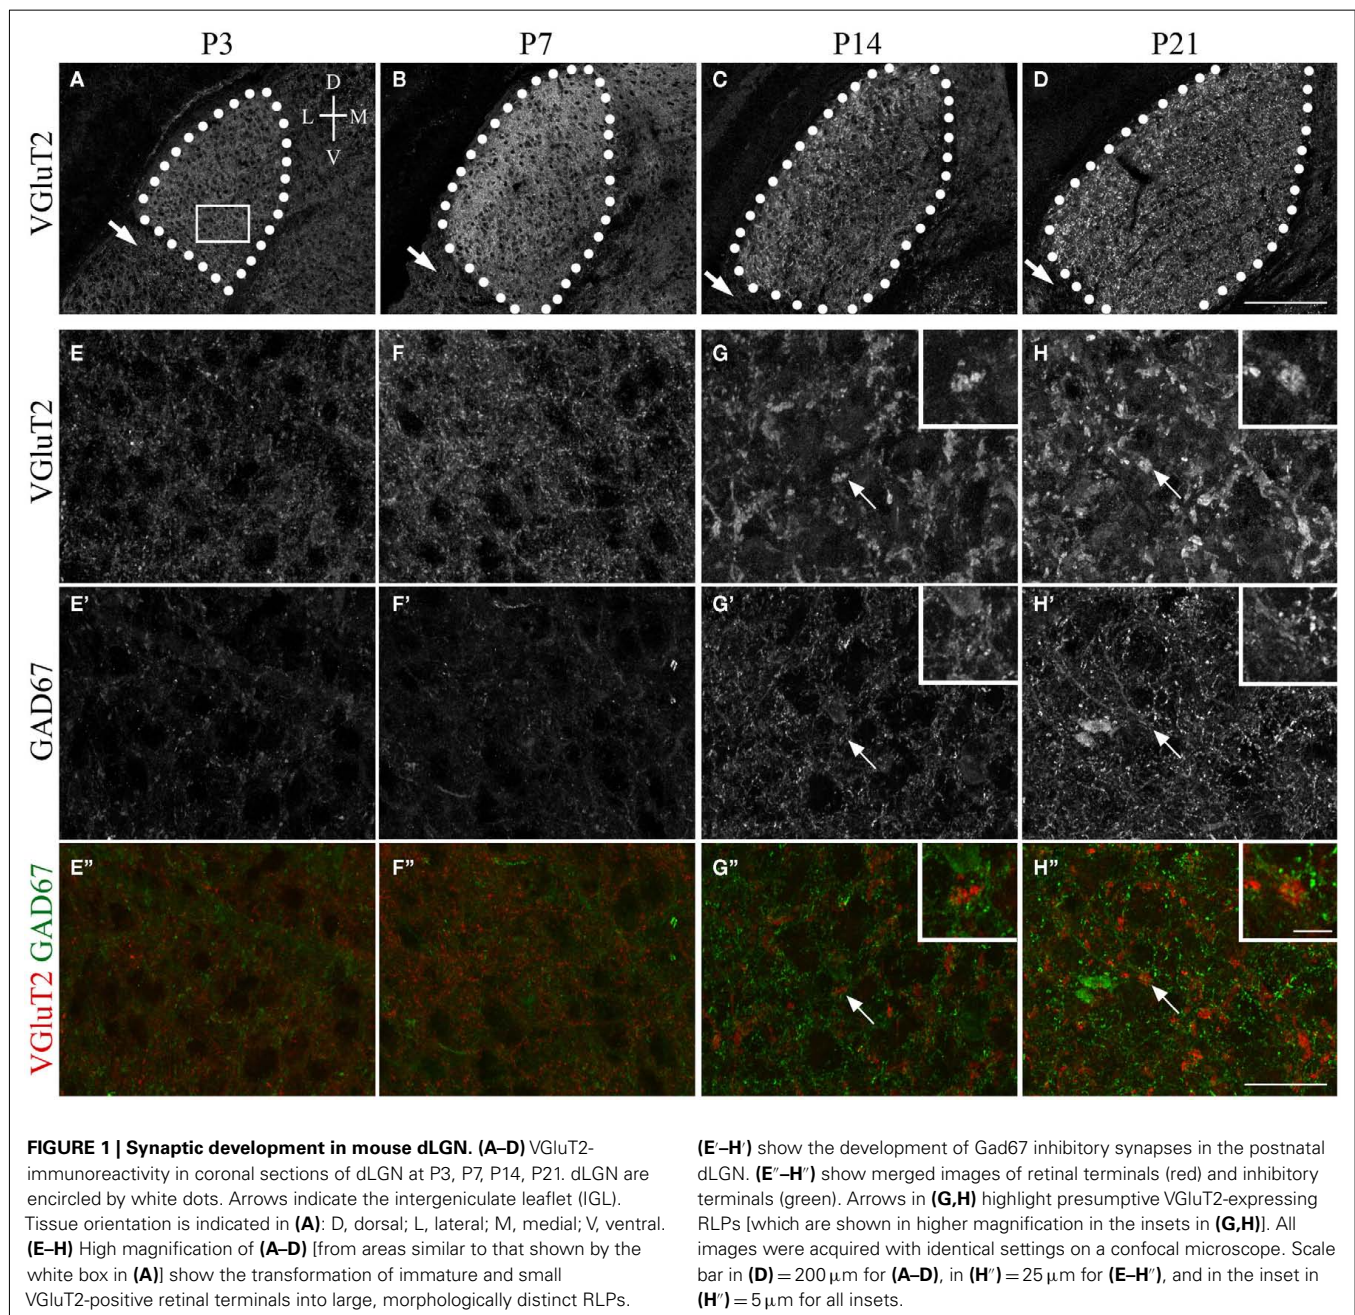 P3 P7 P14 P21
VGluT2
A D L M V B C D
VGluT2
E F G H
GAD67
E’ F’ G’ H’
VGluT2 GAD67
E” F” G” H”
FIGURE 1 | Synaptic development in mouse dLGN. (A–D) VGluT2-
immunoreactivity in coronal sections of dLGN at P3, P7, P14, P21. dLGN are
encircled by white dots. Arrows indicate the intergeniculate leaflet (IGL).
Tissue orientation is indicated in (A): D, dorsal; L, lateral; M, medial; V, ventral.
(E–H) High magnification of (A–D) [from areas similar to that shown by the
white box in (A)] show the transformation of immature and small
VGluT2-positive retinal terminals into large, morphologically distinct RLPs.
(E′–H′) show the development of Gad67 inhibitory synapses in the postnatal
dLGN. (E″–H″) show merged images of retinal terminals (red) and inhibitory
terminals (green). Arrows in (G,H) highlight presumptive VGluT2-expressing
RLPs [which are shown in higher magnification in the insets in (G,H)]. All
images were acquired with identical settings on a confocal microscope. Scale
bar in (D) = 200 μm for (A–D), in (H″) = 25 μm for (E–H″), and in the inset in
(H″) = 5 μm for all insets.